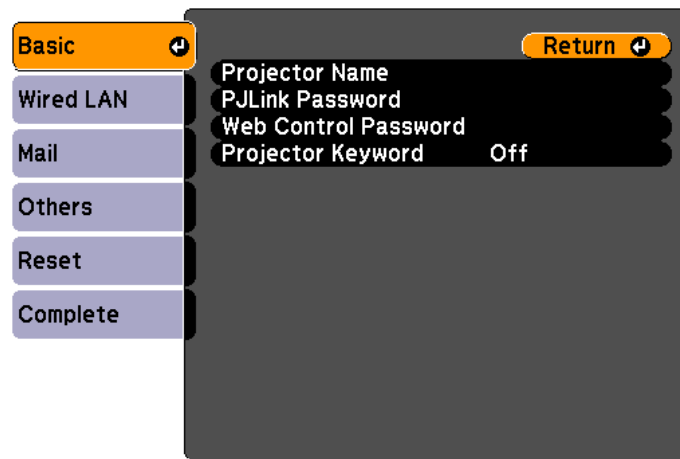 Basic
Wired LAN
Mail
Others
Reset
Complete
Return
Projector Name
PJLink Password
Web Control Password
Projector Keyword Off